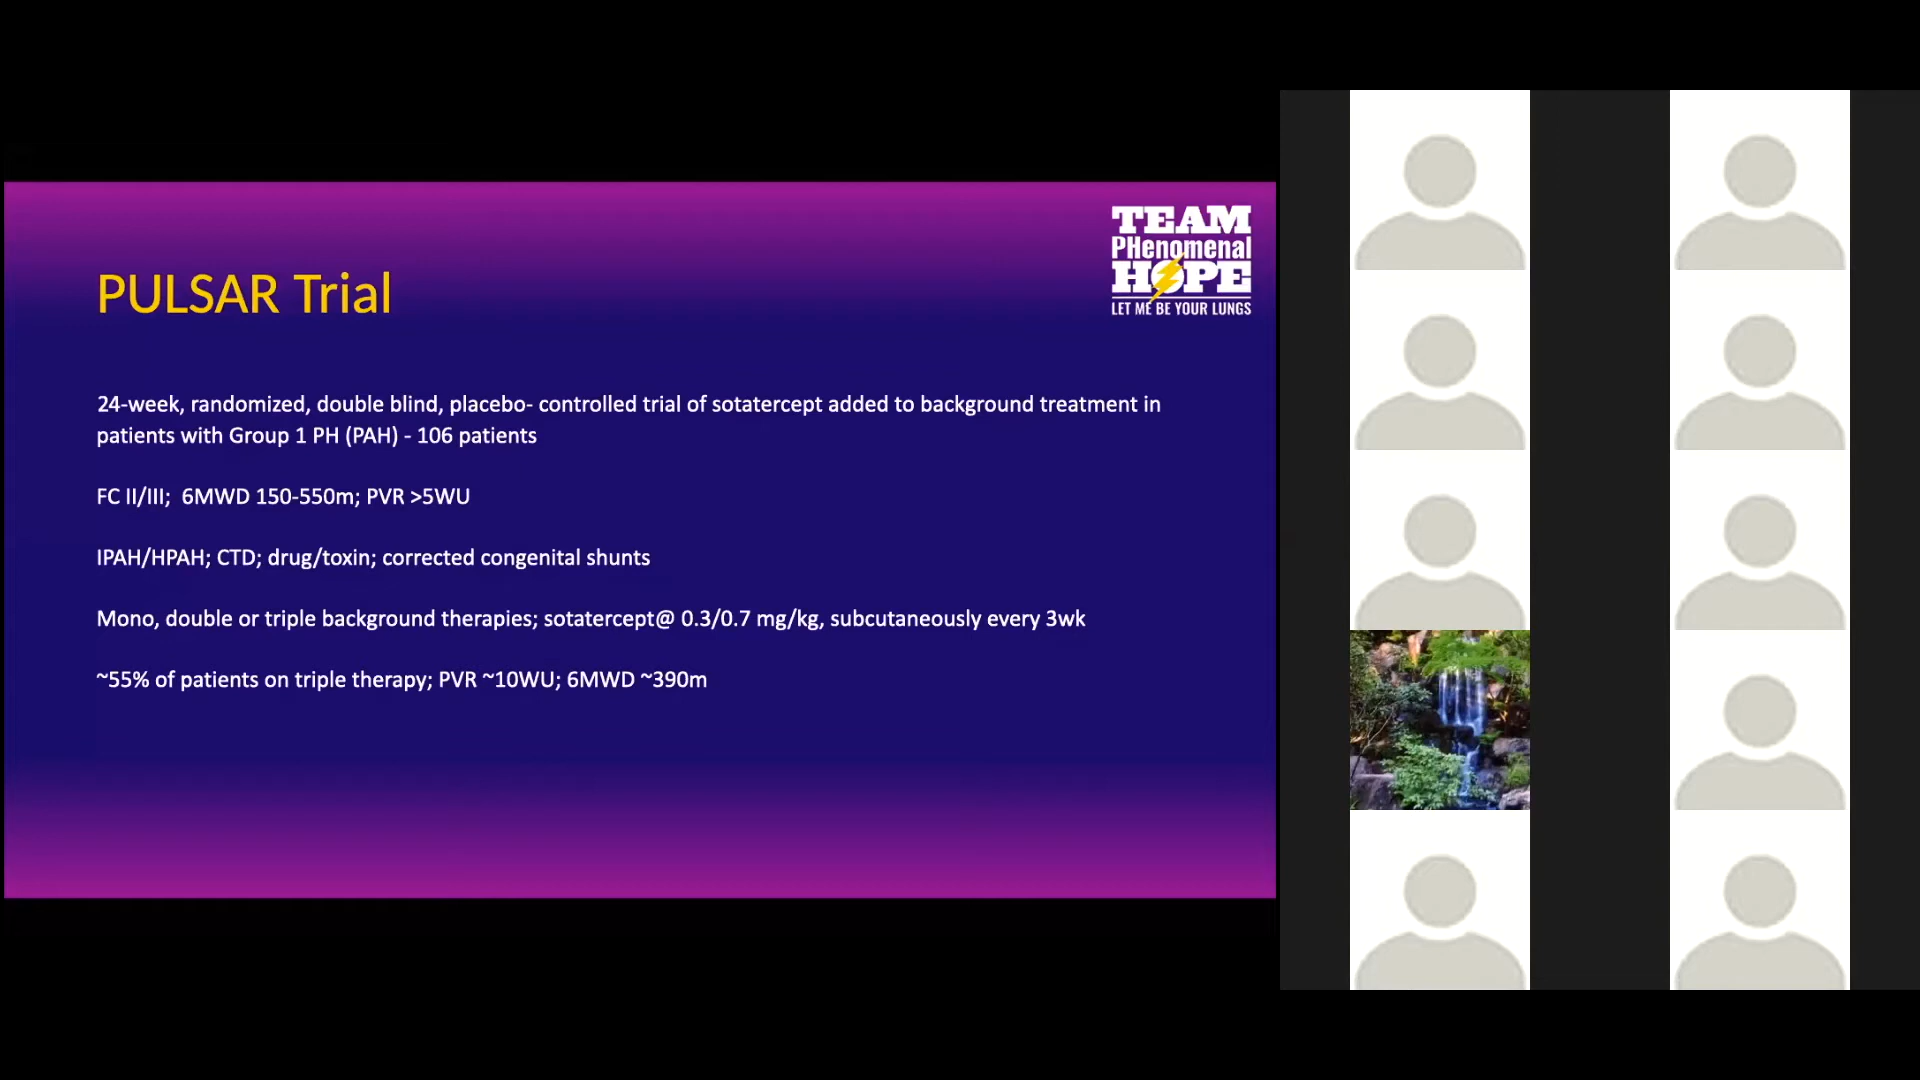 TEAM
PHenomenal
HOPE
LET ME BE YOUR LUNGS
PULSAR Trial
24-week, randomized, double blind, placebo- controlled trial of sotatercept added to background treatment in
patients with Group 1 PH (PAH) - 106 patients
FC II/III;  6MWD 150-550m; PVR >5WU
IPAH/HPAH; CTD; drug/toxin; corrected congenital shunts
Mono, double or triple background therapies; sotatercept@ 0.3/0.7 mg/kg, subcutaneously every 3wk
~55% of patients on triple therapy; PVR ~10WU; 6MWD ~390m